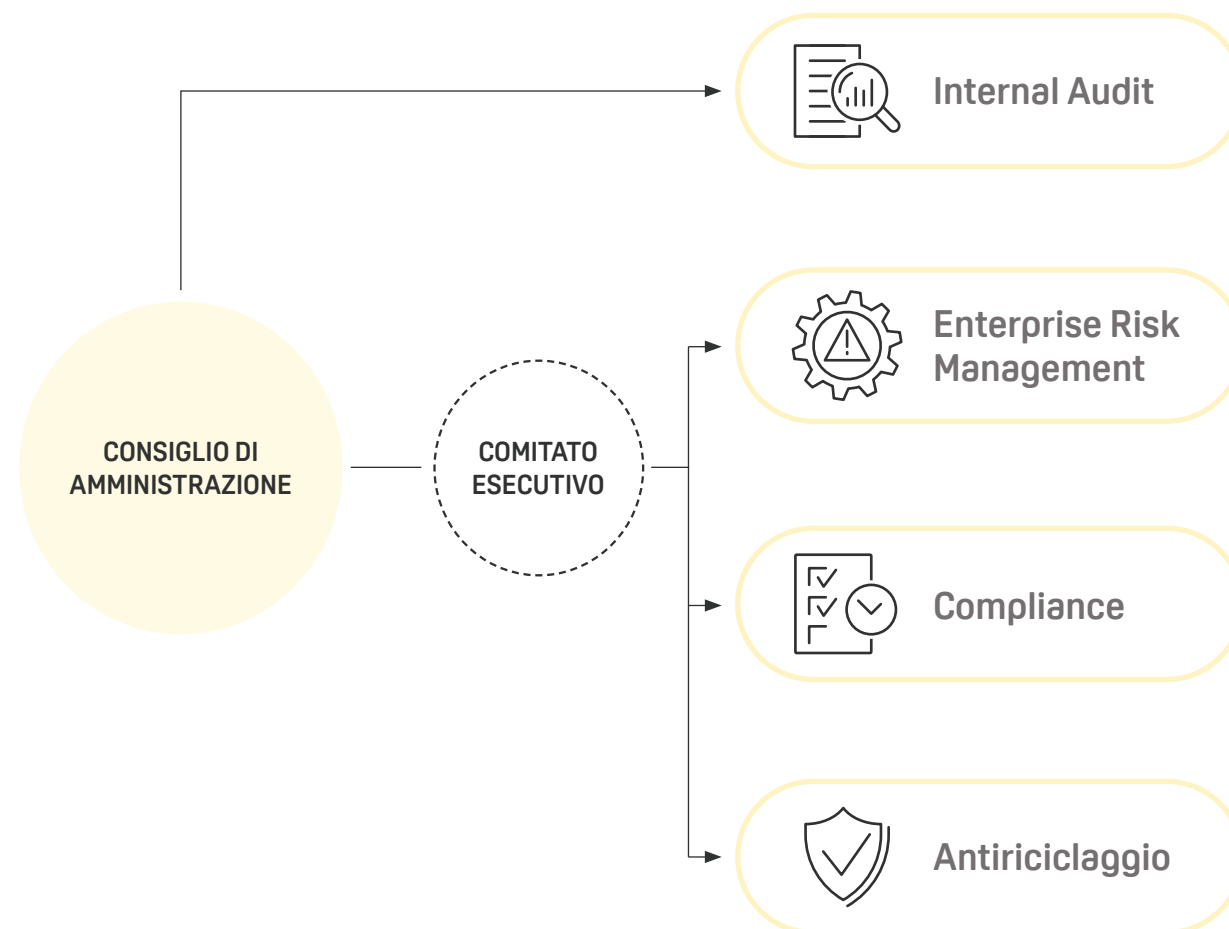 Internal Audit
Enterprise Risk
Management
CONSIGLIO DI
AMMINISTRAZIONE
COMITATO
ESECUTIVO
Compliance
Antiriciclaggio